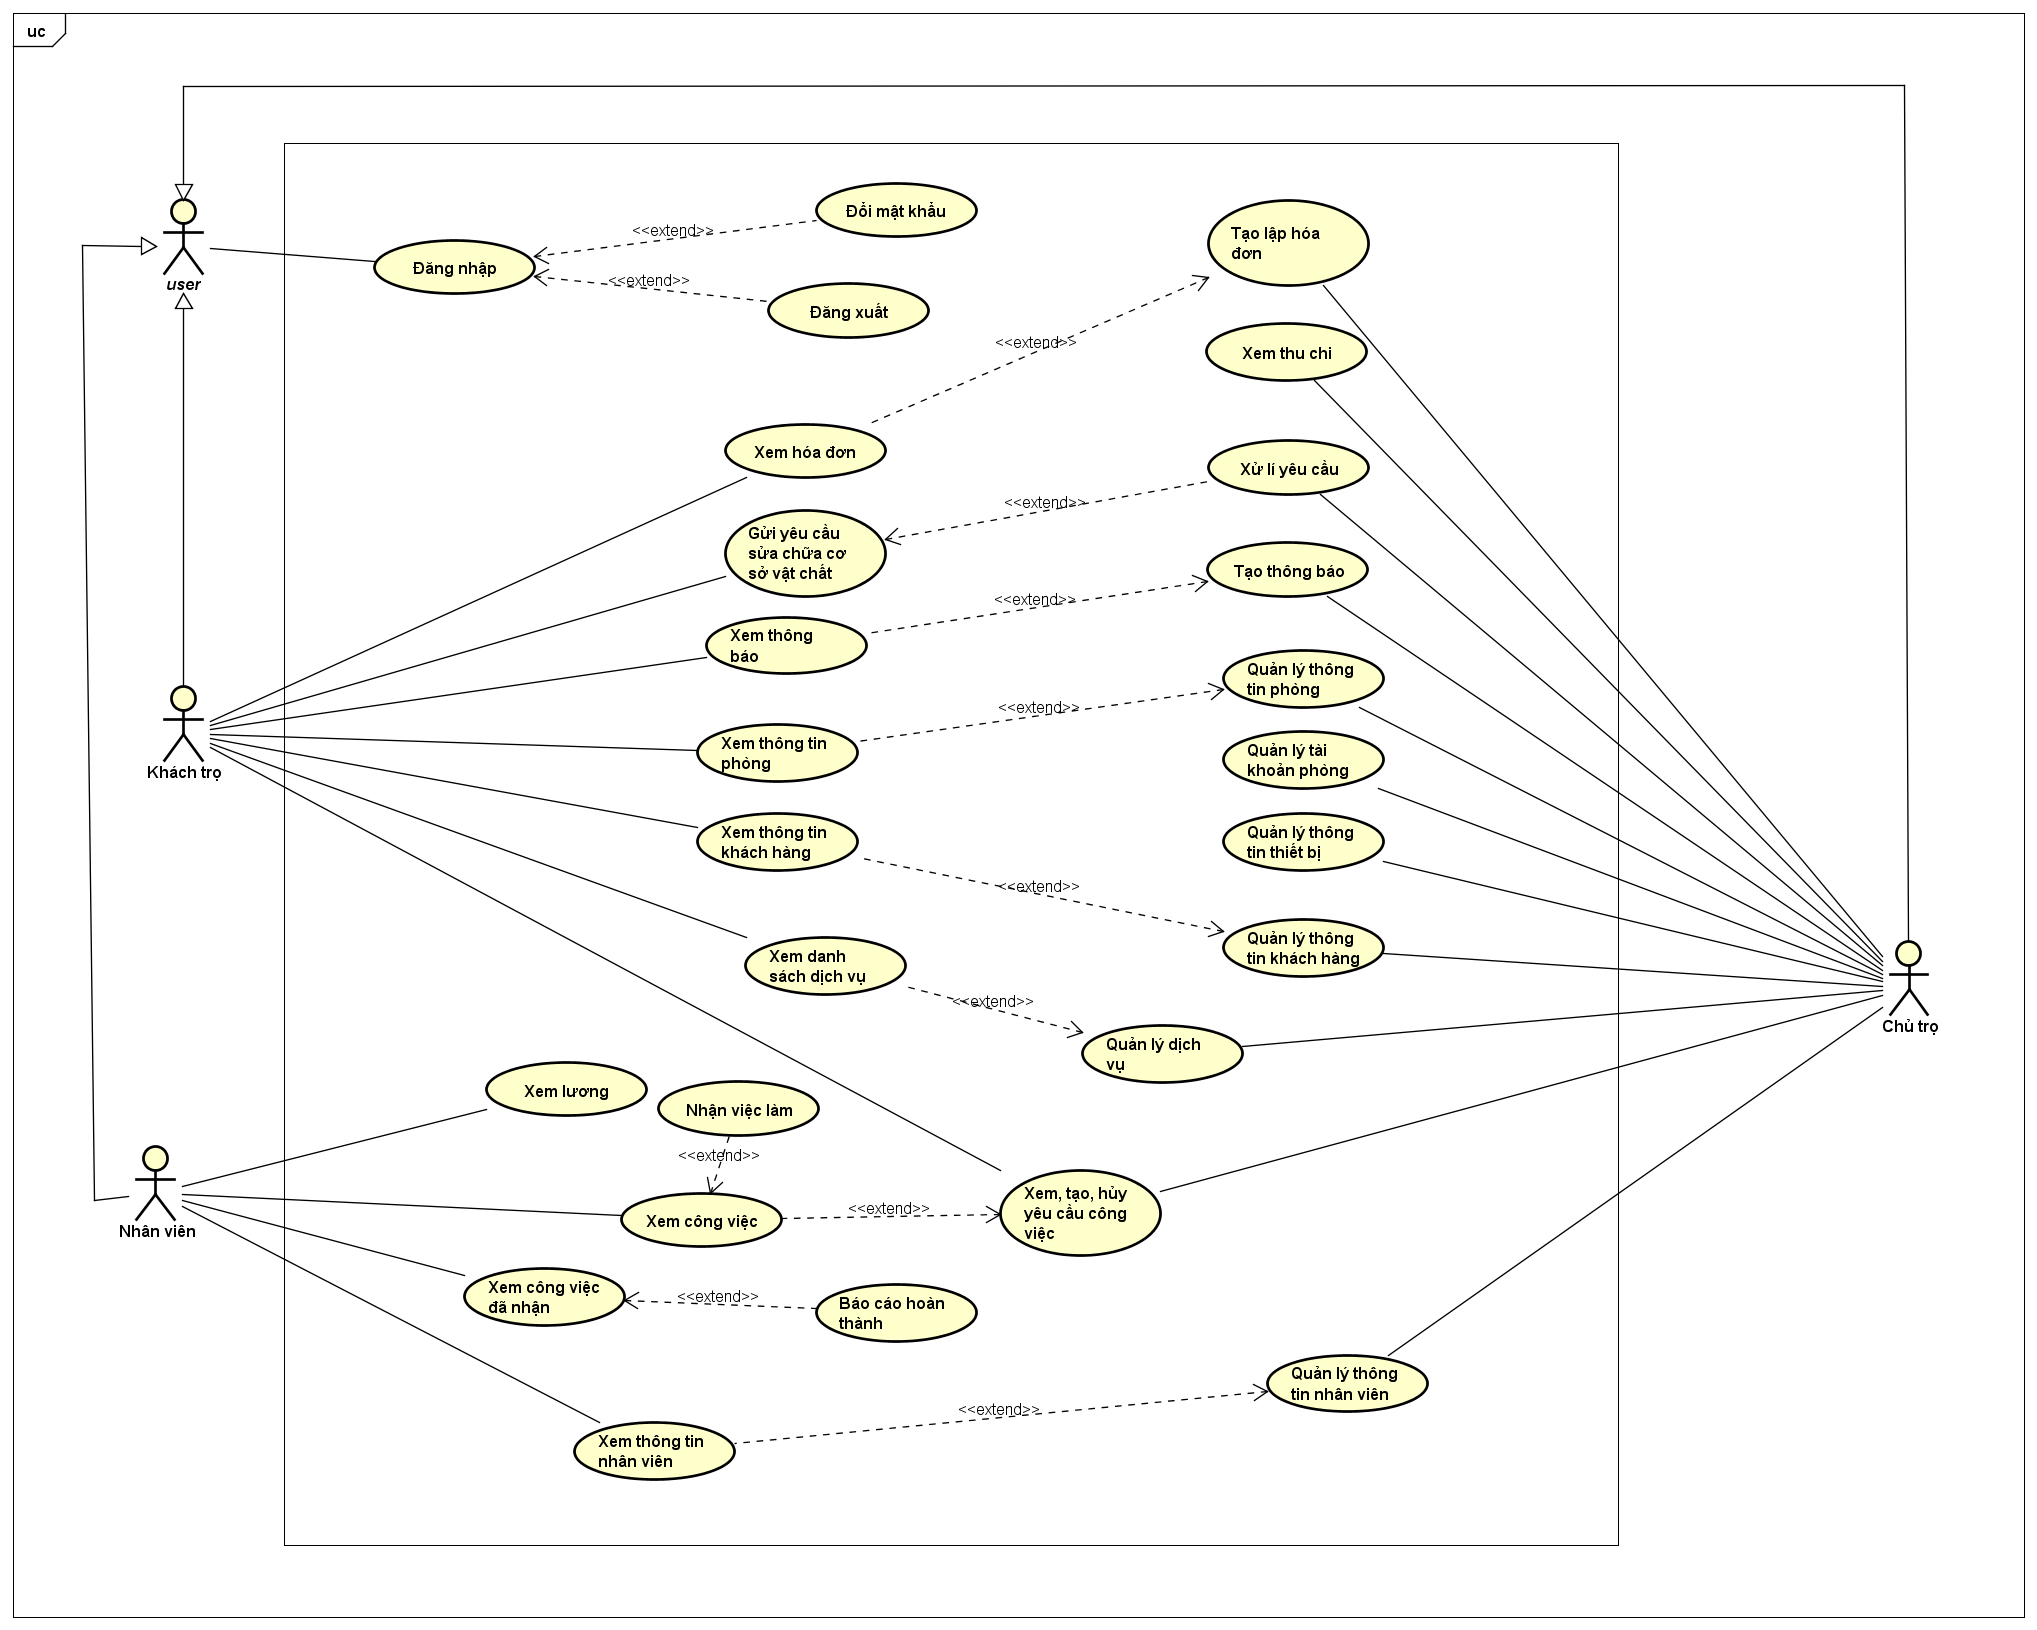 uc
user
Đăng nhập
<<extend>>
Đổi mật khẩu
<<extend>>
Đăng xuất
Tạo lập hóa
đơn
<<extend>>
Xem thu chi
Xem hóa đơn
Xử lí yêu cầu
<<extend>>
Gửi yêu cầu
sửa chữa cơ
sở vật chất
Tạo thông báo
<<extend>>
Xem thông
báo
Quản lý thông
tin phòng
<<extend>>
Xem thông tin
phòng
Khách trọ
Quản lý tài
khoản phòng
Xem thông tin
khách hàng
Quản lý thông
tin thiết bị
<<extend>>
Quản lý thông
tin khách hàng
Xem danh
sách dịch vụ
<<extend>>
Chủ trọ
Quản lý dịch
vụ
Xem lương
Nhận việc làm
<<extend>>
Nhân viên
Xem công việc
<<extend>>
Xem, tạo, hủy
yêu cầu công
việc
Xem công việc
đã nhận
<<extend>>
Báo cáo hoàn
thành
Quản lý thông
tin nhân viên
<<extend>>
Xem thông tin
nhân viên